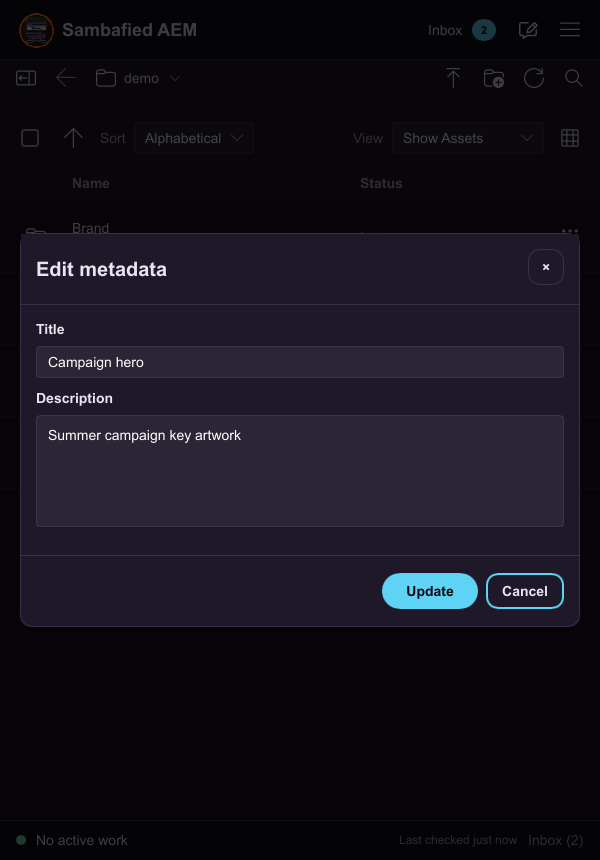 Sambafied AEM
Inbox 2
demo
Sort Alphabetical
View Show Assets
Name Status
Brand
Edit metadata
×
Title
Campaign hero
Description
Summer campaign key artwork
Update Cancel
No active work
Last checked just now Inbox (2)